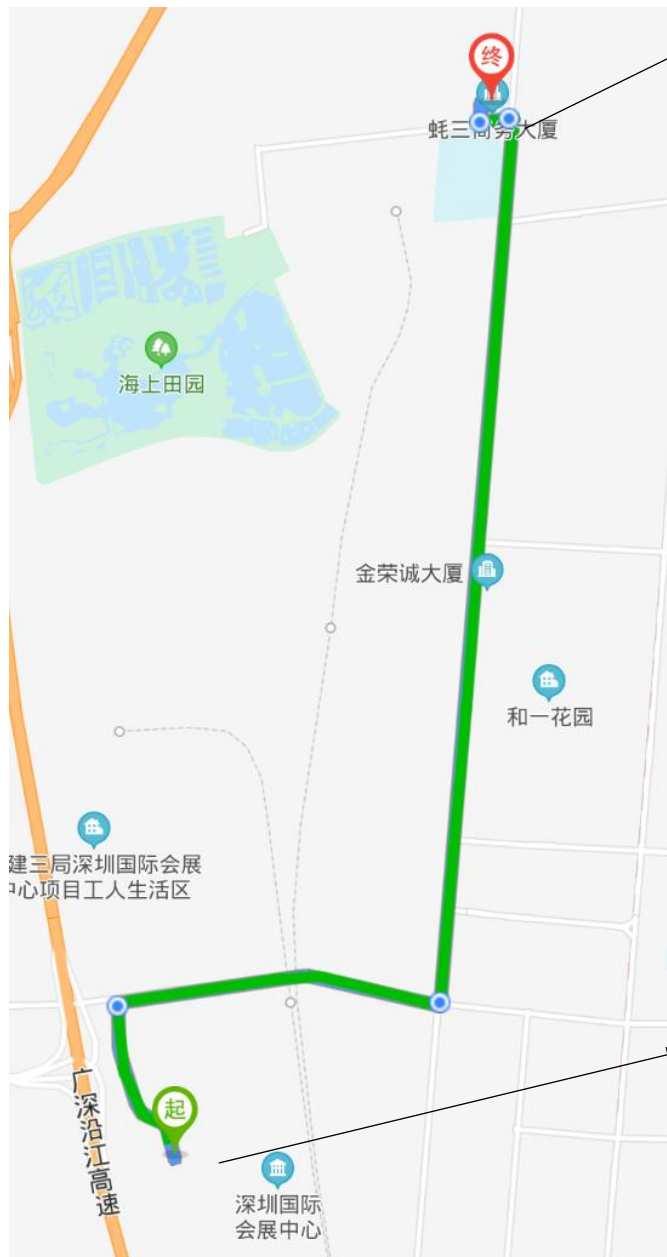 终
蚝三商务大厦
海上田园
金荣诚大厦
和一花园
建三局深圳国际会展
中心项目工人生活区
起
广深沿江高速
深圳国际
会展中心